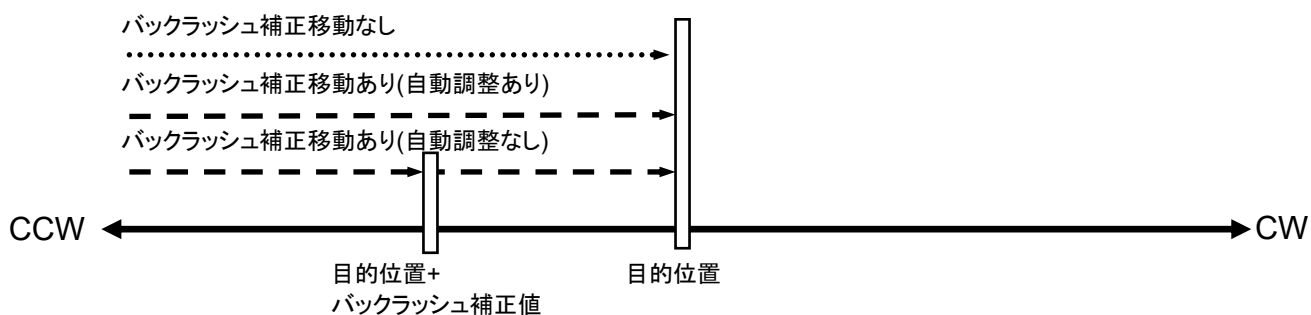 バックラッシュ補正移動なし
バックラッシュ補正移動あり(自動調整あり)
バックラッシュ補正移動あり(自動調整なし)
CCW
CW
目的位置+
バックラッシュ補正値
目的位置